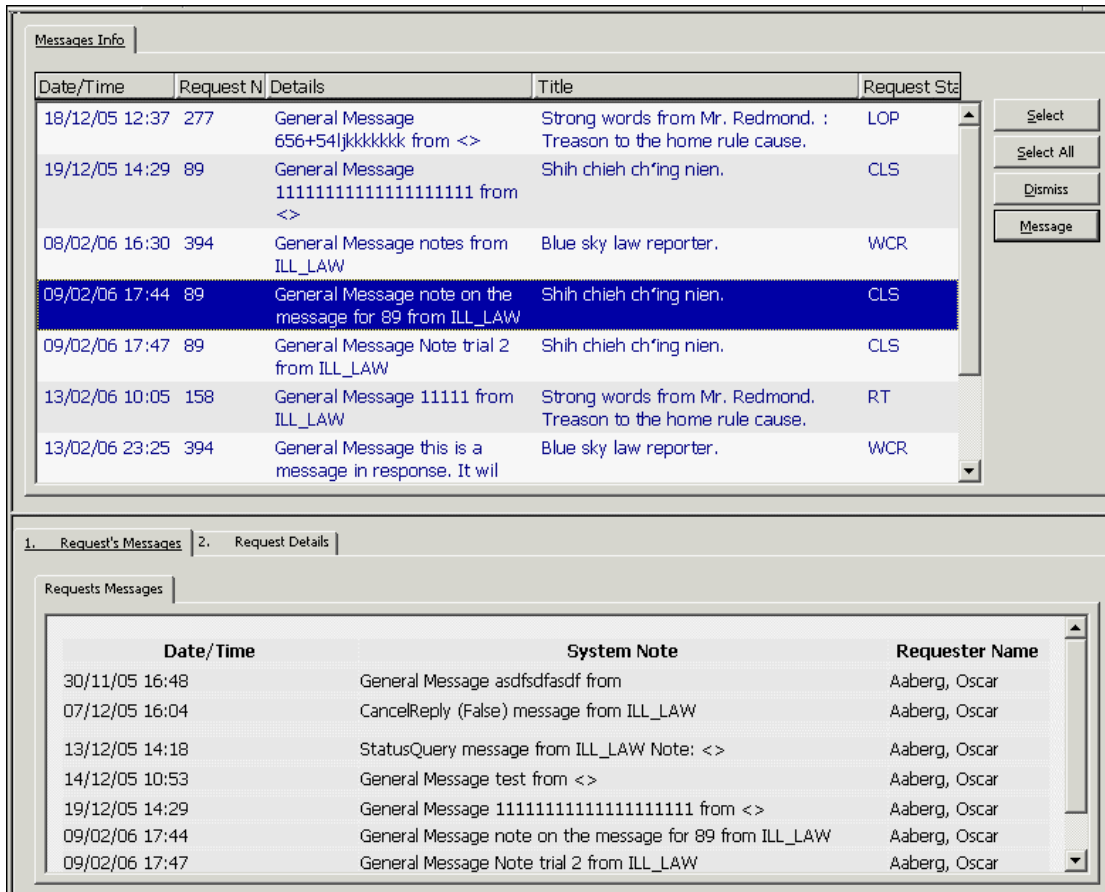 Messages Info
Date/Time Request N Details Title Request Sta
18/12/05 12:37 277 General Message Strong words from Mr. Redmond. : LOP
656+54ljkkkkkkk from <> Treason to the home rule cause.
19/12/05 14:29 89 General Message Shih chieh chʻing nien. CLS
11111111111111111111 from
<>
08/02/06 16:30 394 General Message notes from Blue sky law reporter. WCR
ILL_LAW
09/02/06 17:44 89 General Message note on the Shih chieh chʻing nien. CLS
message for 89 from ILL_LAW
09/02/06 17:47 89 General Message Note trial 2 Shih chieh chʻing nien. CLS
from ILL_LAW
13/02/06 10:05 158 General Message 11111 from Strong words from Mr. Redmond. RT
ILL_LAW Treason to the home rule cause.
13/02/06 23:25 394 General Message this is a Blue sky law reporter. WCR
message in response. It wil
Select
Select All
Dismiss
Message
1. Request's Messages 2. Request Details
Requests Messages
Date/Time System Note Requester Name
30/11/05 16:48 General Message asdfsdfasdf from Aaberg, Oscar
07/12/05 16:04 CancelReply (False) message from ILL_LAW Aaberg, Oscar
13/12/05 14:18 StatusQuery message from ILL_LAW Note: <> Aaberg, Oscar
14/12/05 10:53 General Message test from <> Aaberg, Oscar
19/12/05 14:29 General Message 11111111111111111111 from <> Aaberg, Oscar
09/02/06 17:44 General Message note on the message for 89 from ILL_LAW Aaberg, Oscar
09/02/06 17:47 General Message Note trial 2 from ILL_LAW Aaberg, Oscar